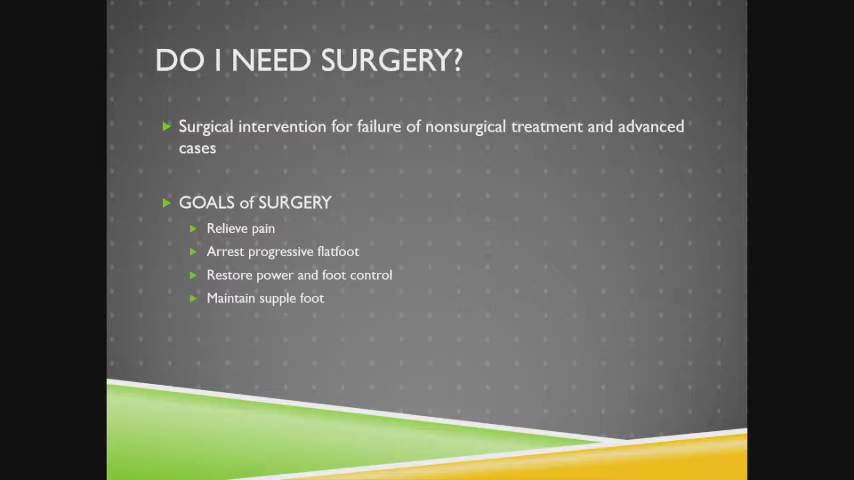 DO I NEED SURGERY?
Surgical intervention for failure of nonsurgical treatment and advanced
cases
GOALS of SURGERY
Relieve pain
Arrest progressive flatfoot
Restore power and foot control
Maintain supple foot